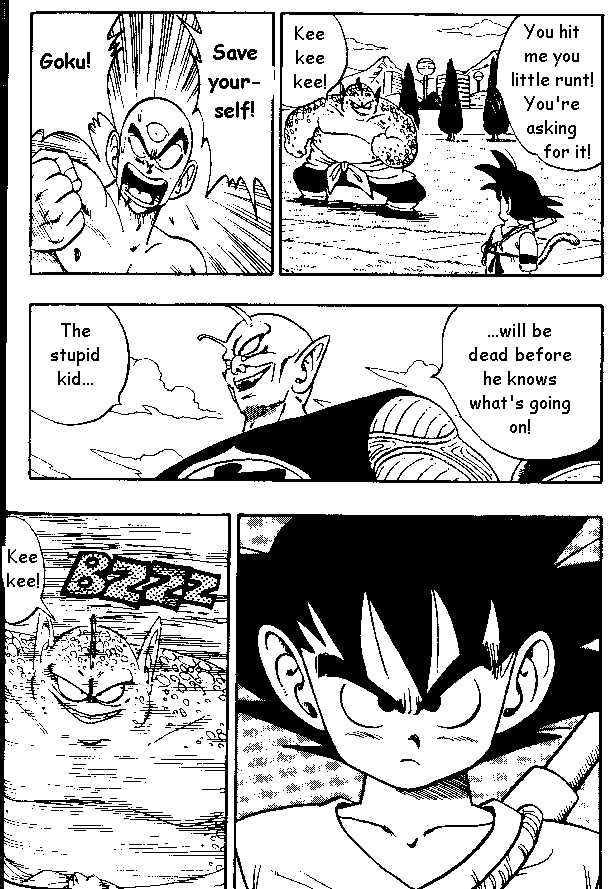 Goku!
Save
your-
self!
Kee
kee
kee!
You hit
me you
little runt!
You're
asking
for it!
The
stupid
kid...
...will be
dead before
he knows
what's going
on!
Kee
kee!
BZZZ